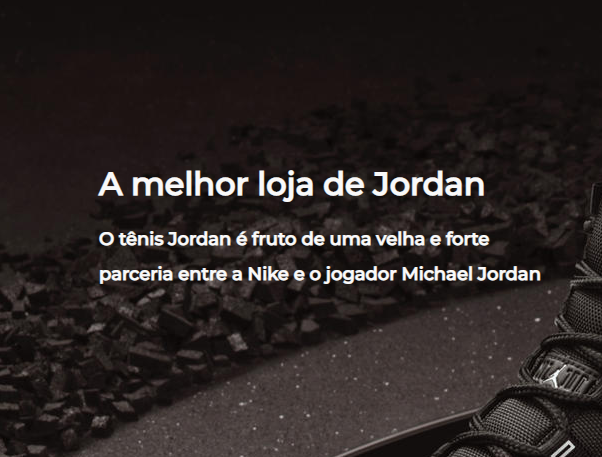 A melhor loja de Jordan
O tênis Jordan é fruto de uma velha e forte
parceria entre a Nike e o jogador Michael Jordan